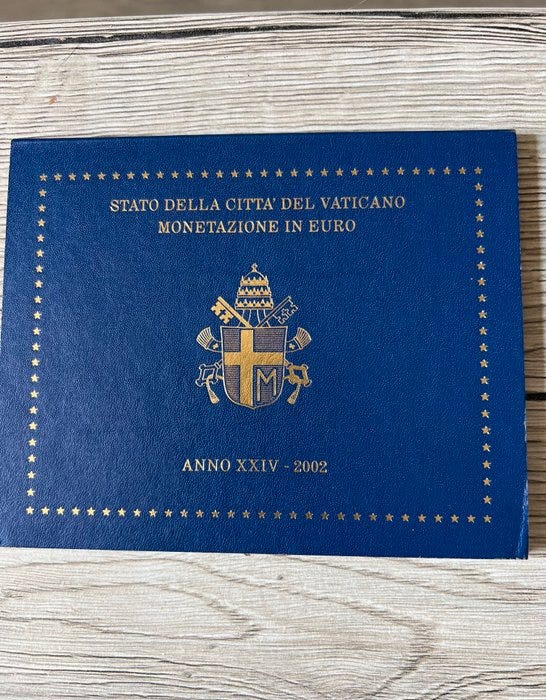 STATO DELLA CITTA' DEL VATICANO
MONETAZIONE IN EURO
M
ANNO XXIV - 2002